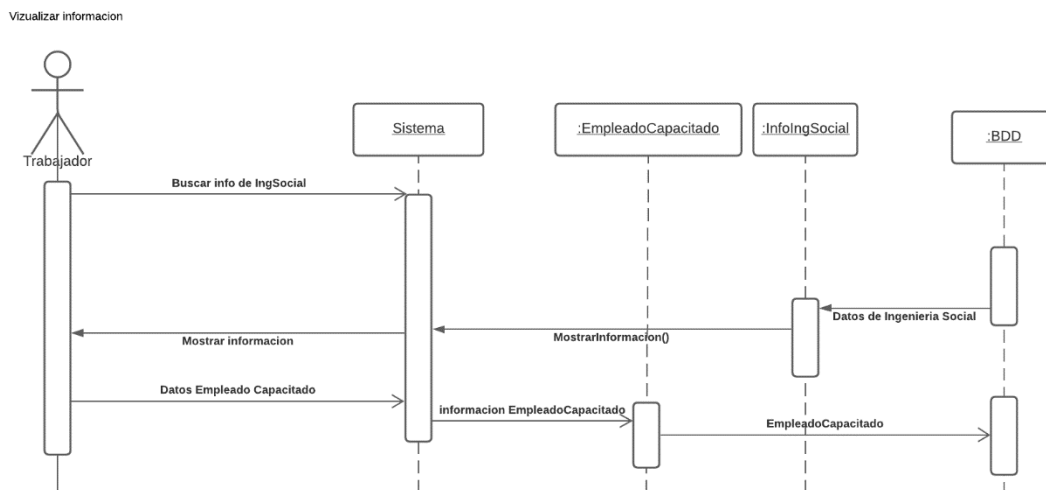 Vizualizar informacion
Trabajador
Sistema
:EmpleadoCapacitado
:InfoIngSocial
:BDD
Buscar info de IngSocial
Datos de Ingenieria Social
MostrarInformacion()
Mostrar informacion
Datos Empleado Capacitado
informacion EmpleadoCapacitado
EmpleadoCapacitado